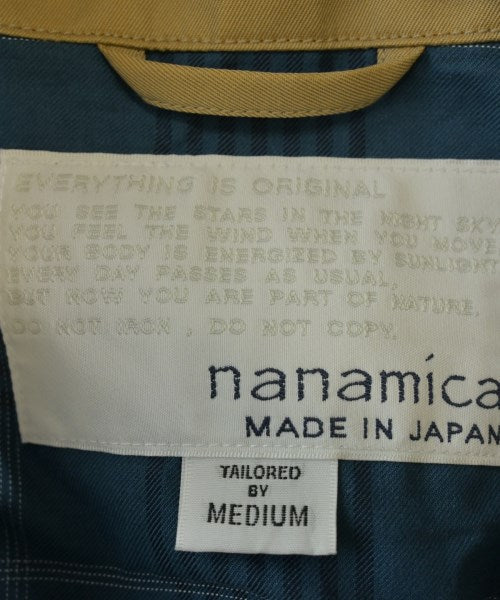 EVERYTHING IS ORIGINAL
YOU SEE THE STARS IN THE NIGHT SKY
YOU FEEL THE WIND WHEN YOU MOVE
YOUR BODY IS ENERGIZED BY SUNLIGHT
EVERY DAY PASSES AS USUAL,
BUT NOW YOU ARE PART OF NATURE.
DO NOT IRON , DO NOT COPY.
nanamica
MADE IN JAPAN
TAILORED
BY
MEDIUM